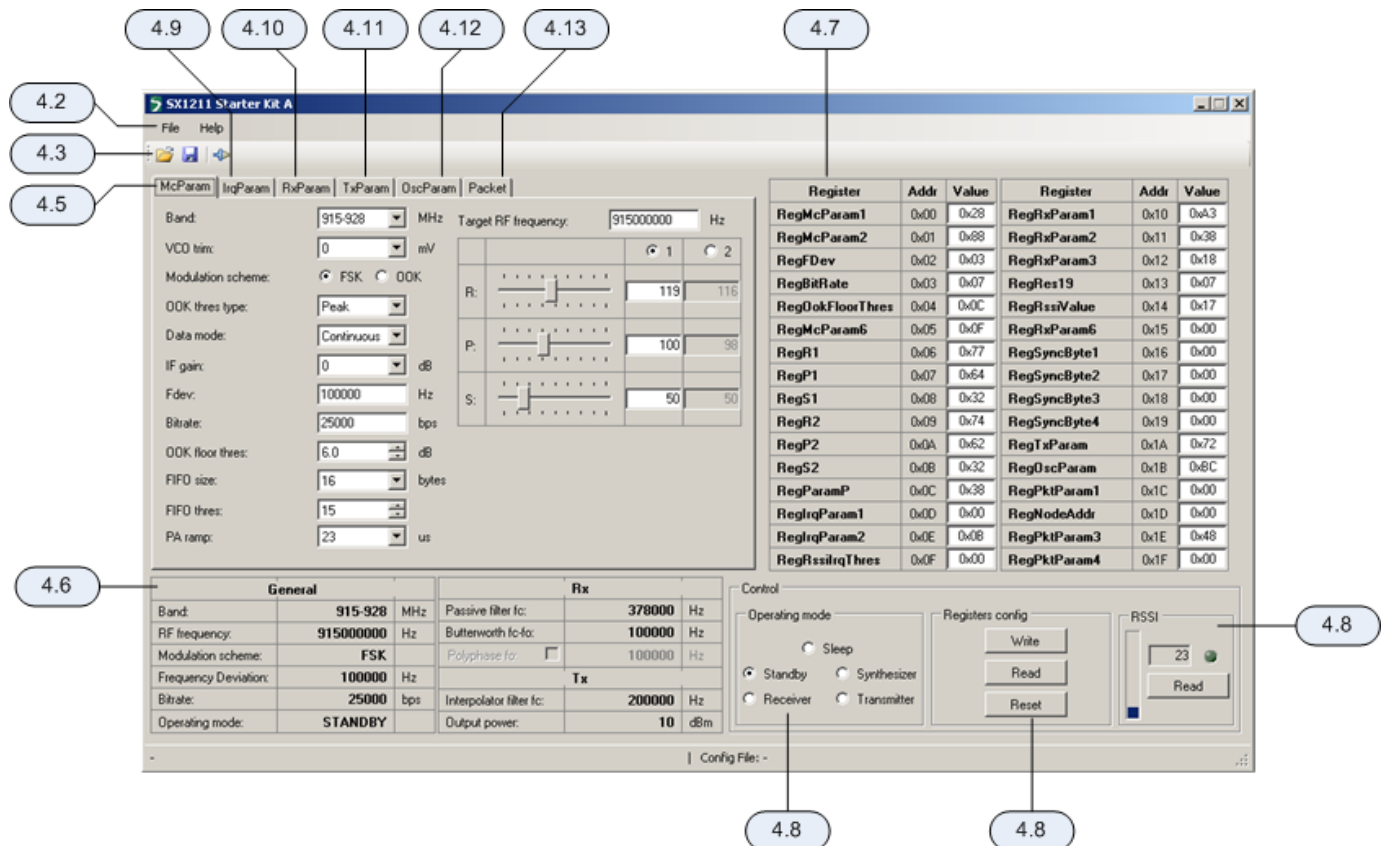 4.9
4.10
4.11
4.12
4.13
4.7
4.2
4.3
4.5
SX1211 Starter Kit A
File Help
McParam IrqParam RxParam TxParam OscParam Packet
Band: 915-928 MHz
VCO trim: 0 mV
Modulation scheme: FSK OOK
OOK thres type: Peak
Data mode: Continuous
IF gain: 0 dB
Fdev: 100000 Hz
Bitrate: 25000 bps
OOK floor thres: 6.0 dB
FIFO size: 16 bytes
FIFO thres: 15
PA ramp: 23 us
Target RF frequency: 915000000 Hz
1 2
R: 119 116
P: 100 98
S: 50 50
Register Addr Value Register Addr Value
RegMcParam1 0x00 0x28 RegRxParam1 0x10 0xA3
RegMcParam2 0x01 0x88 RegRxParam2 0x11 0x38
RegFDev 0x02 0x03 RegRxParam3 0x12 0x18
RegBitRate 0x03 0x07 RegRes19 0x13 0x07
RegOokFloorThres 0x04 0x0C RegRssiValue 0x14 0x17
RegMcParam6 0x05 0x0F RegRxParam6 0x15 0x00
RegR1 0x06 0x77 RegSyncByte1 0x16 0x00
RegP1 0x07 0x64 RegSyncByte2 0x17 0x00
RegS1 0x08 0x32 RegSyncByte3 0x18 0x00
RegR2 0x09 0x74 RegSyncByte4 0x19 0x00
RegP2 0x0A 0x62 RegTxParam 0x1A 0x72
RegS2 0x0B 0x32 RegOscParam 0x1B 0xBC
RegParamP 0x0C 0x38 RegPktParam1 0x1C 0x00
RegIrqParam1 0x0D 0x00 RegNodeAddr 0x1D 0x00
RegIrqParam2 0x0E 0x0B RegPktParam3 0x1E 0x48
RegRssiIrqThres 0x0F 0x00 RegPktParam4 0x1F 0x00
4.6
General
Band: 915-928 MHz
RF frequency: 915000000 Hz
Modulation scheme: FSK
Frequency Deviation: 100000 Hz
Bitrate: 25000 bps
Operating mode: STANDBY
Rx
Passive filter fc: 378000 Hz
Butterworth fc-fo: 100000 Hz
Polyphase fo: 100000 Hz
Tx
Interpolator filter fc: 200000 Hz
Output power: 10 dBm
Control
Operating mode
Sleep
Standby Synthesizer
Receiver Transmitter
Registers config
Write
Read
Reset
RSSI
23
Read
4.8
- | Config File: -
4.8
4.8